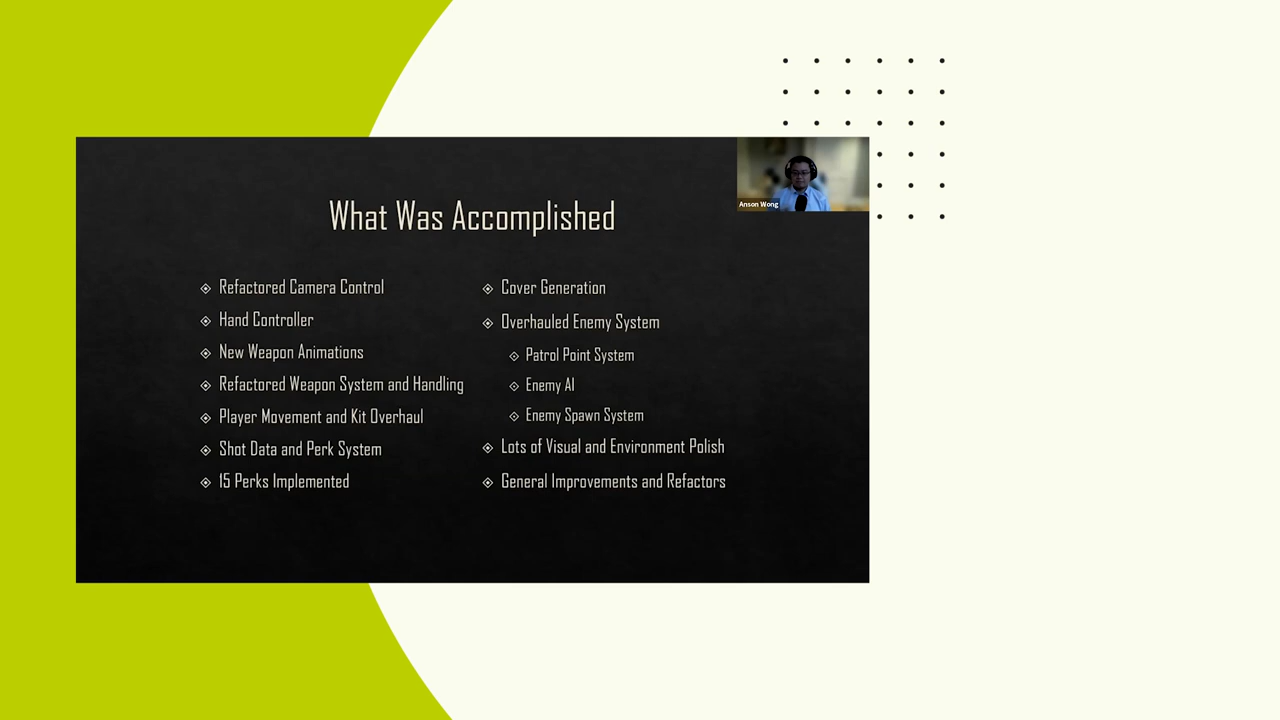 What Was Accomplished
Anson Wong
Refactored Camera Control
Hand Controller
New Weapon Animations
Refactored Weapon System and Handling
Player Movement and Kit Overhaul
Shot Data and Perk System
15 Perks Implemented
Cover Generation
Overhauled Enemy System
Patrol Point System
Enemy AI
Enemy Spawn System
Lots of Visual and Environment Polish
General Improvements and Refactors